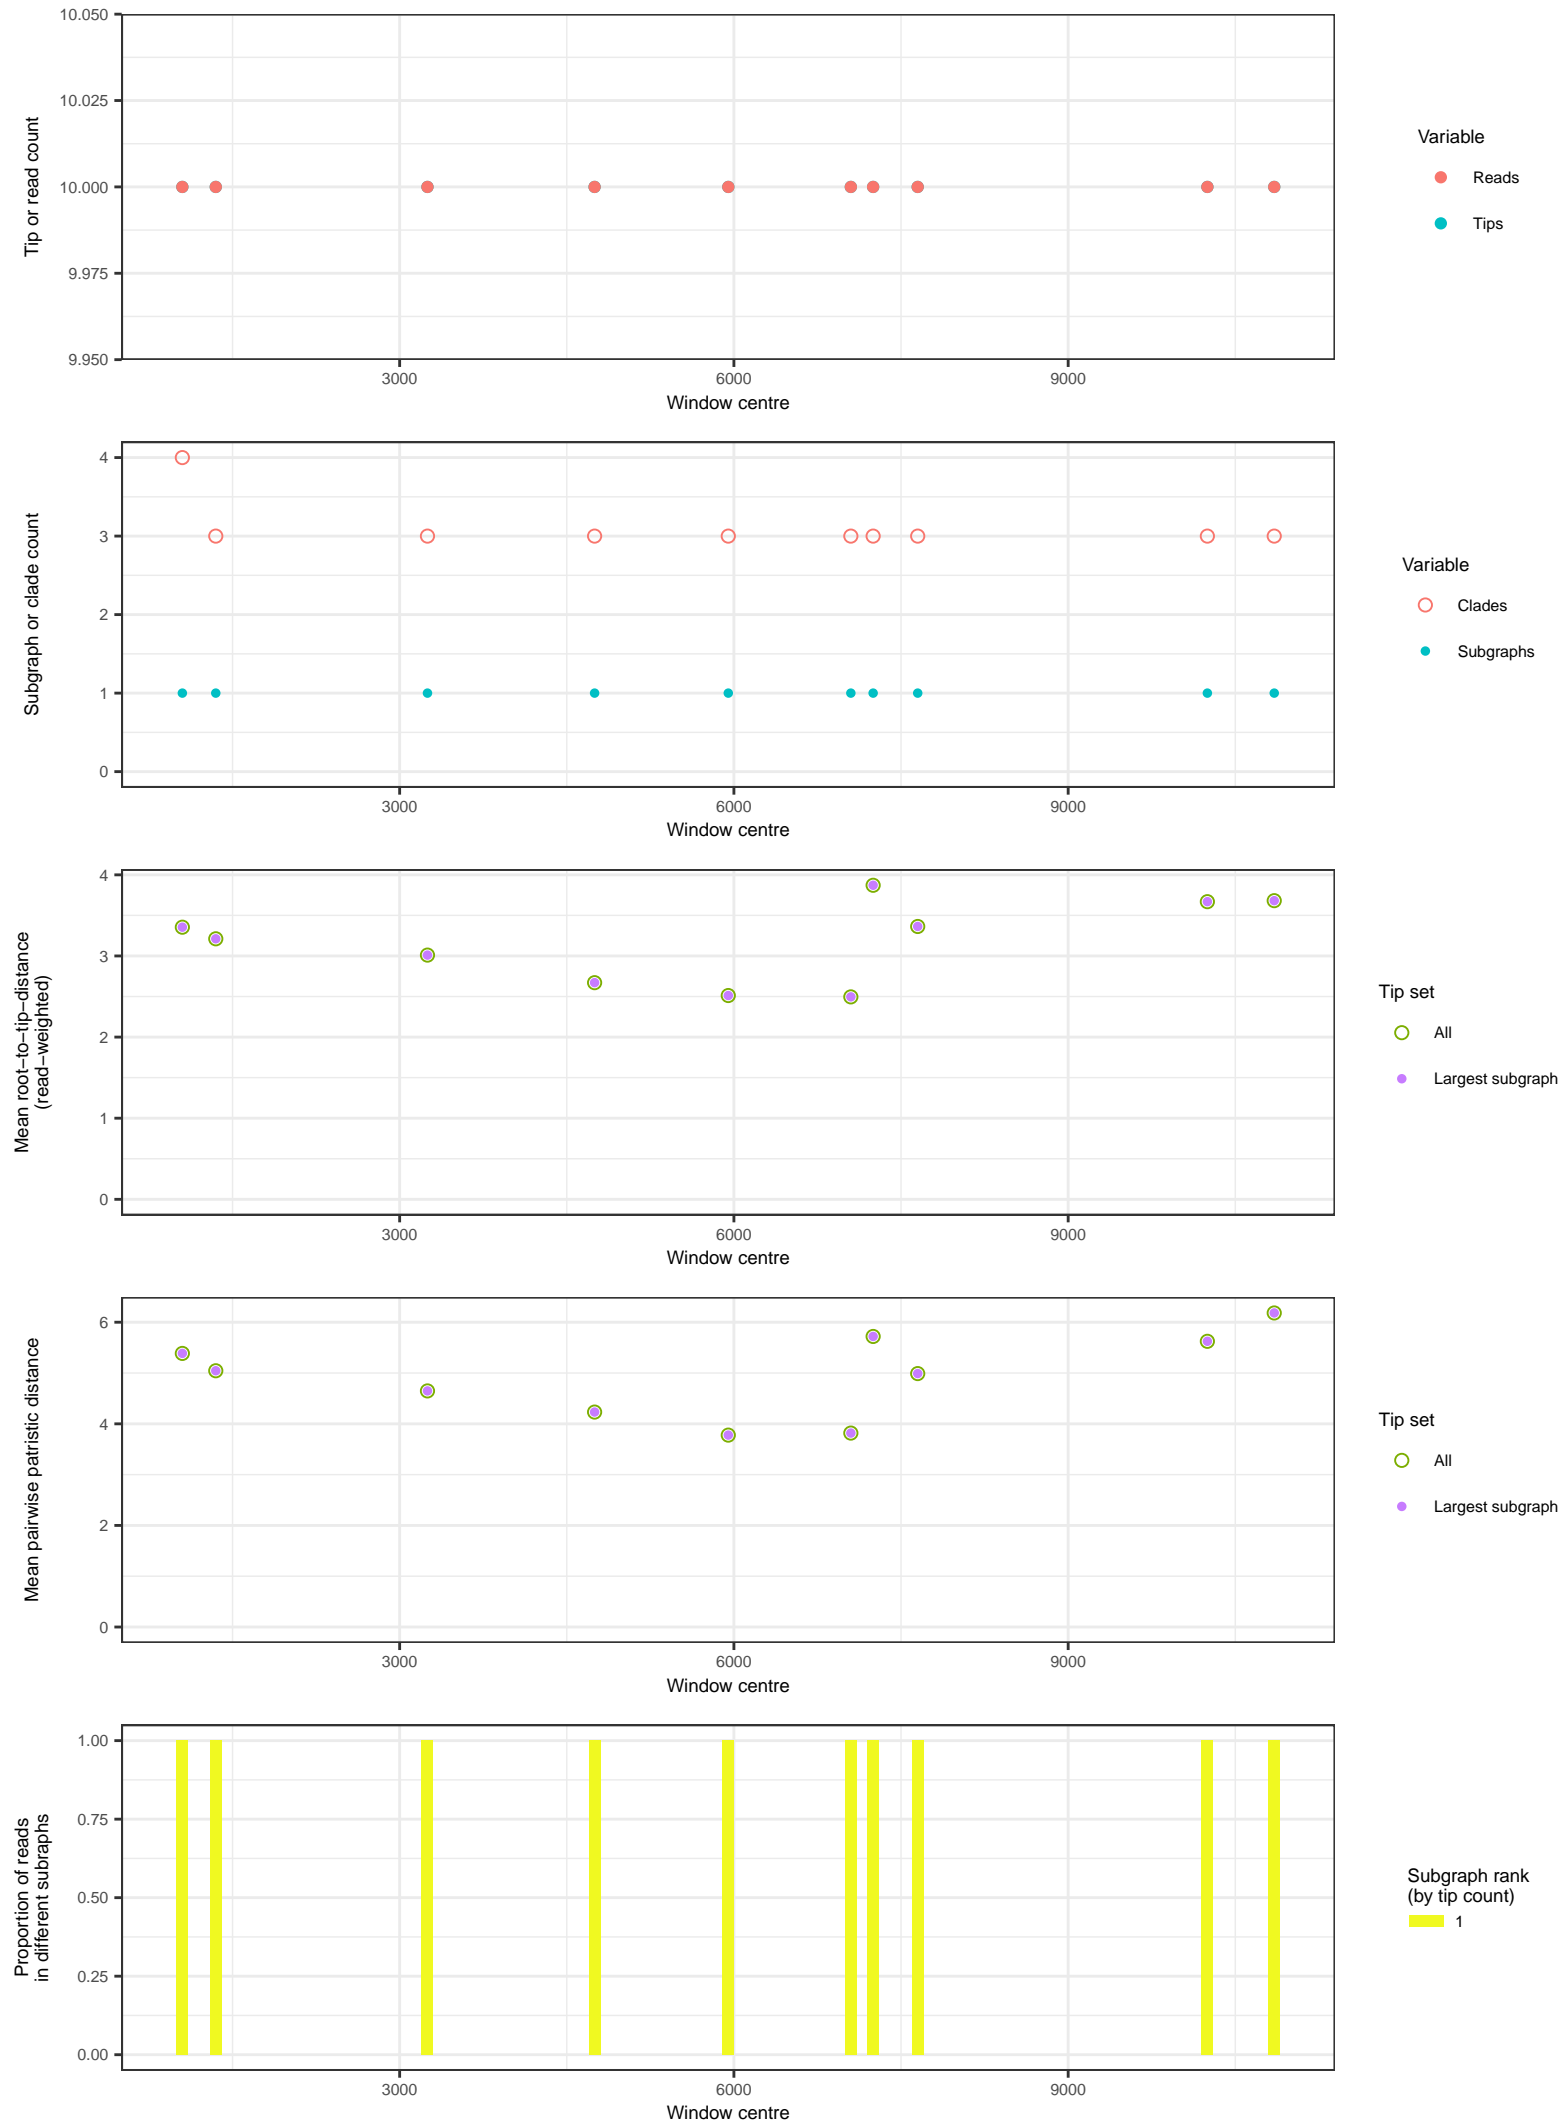 10.050
10.025
10.000
9.975
9.950
Tip or read count
3000
6000
9000
Window centre
Variable
Reads
Tips
4
3
2
1
0
Subgraph or clade count
3000
6000
9000
Window centre
Variable
Clades
Subgraphs
4
3
2
1
0
Mean root−to−tip−distance
(read−weighted)
3000
6000
9000
Window centre
Tip set
All
Largest subgraph
6
4
2
0
Mean pairwise patristic distance
3000
6000
9000
Window centre
Tip set
All
Largest subgraph
1.00
0.75
0.50
0.25
0.00
Proportion of reads
in different subraphs
3000
6000
9000
Window centre
Subgraph rank
(by tip count)
1